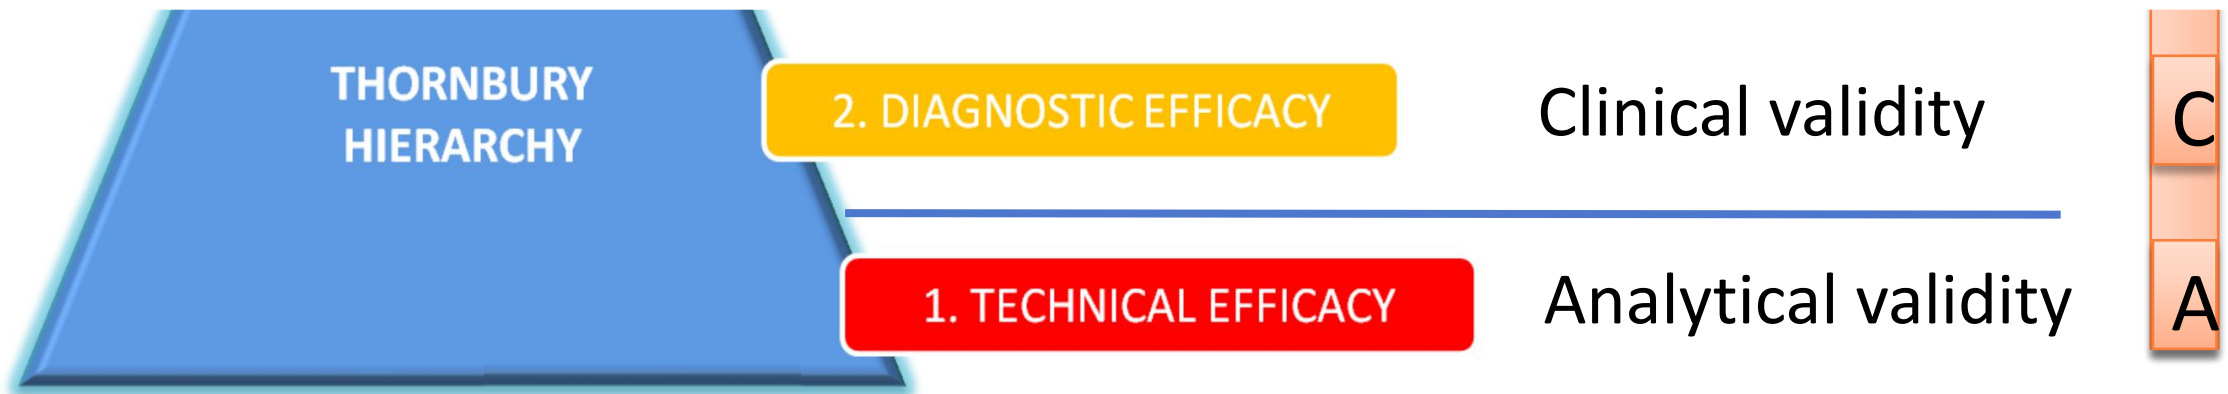 THORNBURY
HIERARCHY
2. DIAGNOSTIC EFFICACY
Clinical validity
C
1. TECHNICAL EFFICACY
Analytical validity
A